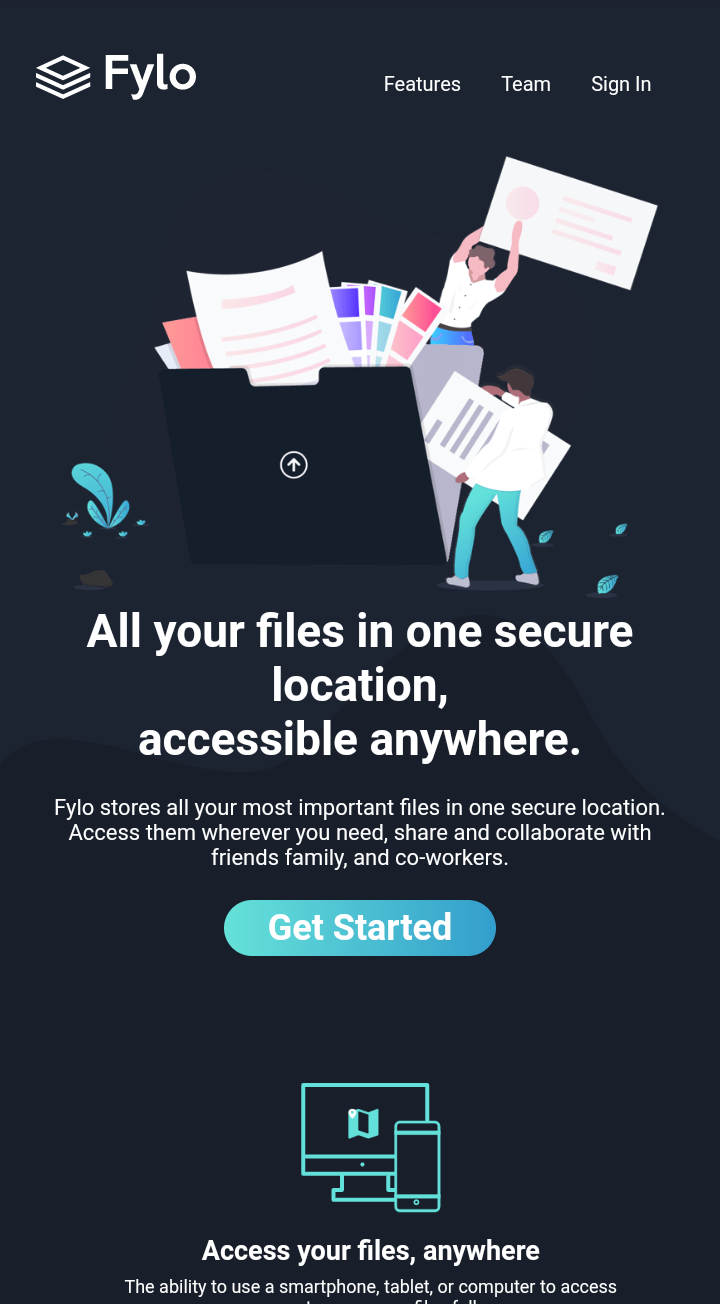 Fylo
Features Team Sign In
All your files in one secure
location,
accessible anywhere.
Fylo stores all your most important files in one secure location.
Access them wherever you need, share and collaborate with
friends family, and co-workers.
Get Started
Access your files, anywhere
The ability to use a smartphone, tablet, or computer to access